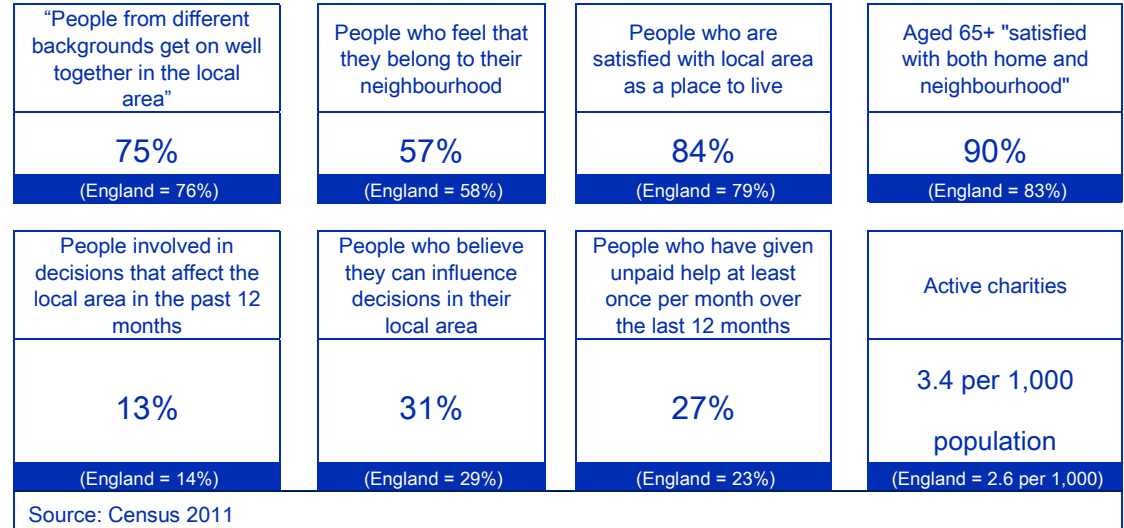 “People from different
backgrounds get on well
together in the local
area”
75%
(England = 76%)
People who feel that
they belong to their
neighbourhood
57%
(England = 58%)
People who are
satisfied with local area
as a place to live
84%
(England = 79%)
Aged 65+ "satisfied
with both home and
neighbourhood"
90%
(England = 83%)
People involved in
decisions that affect the
local area in the past 12
months
13%
(England = 14%)
People who believe
they can influence
decisions in their
local area
31%
(England = 29%)
People who have given
unpaid help at least
once per month over
the last 12 months
27%
(England = 23%)
Active charities
3.4 per 1,000
population
(England = 2.6 per 1,000)
Source: Census 2011